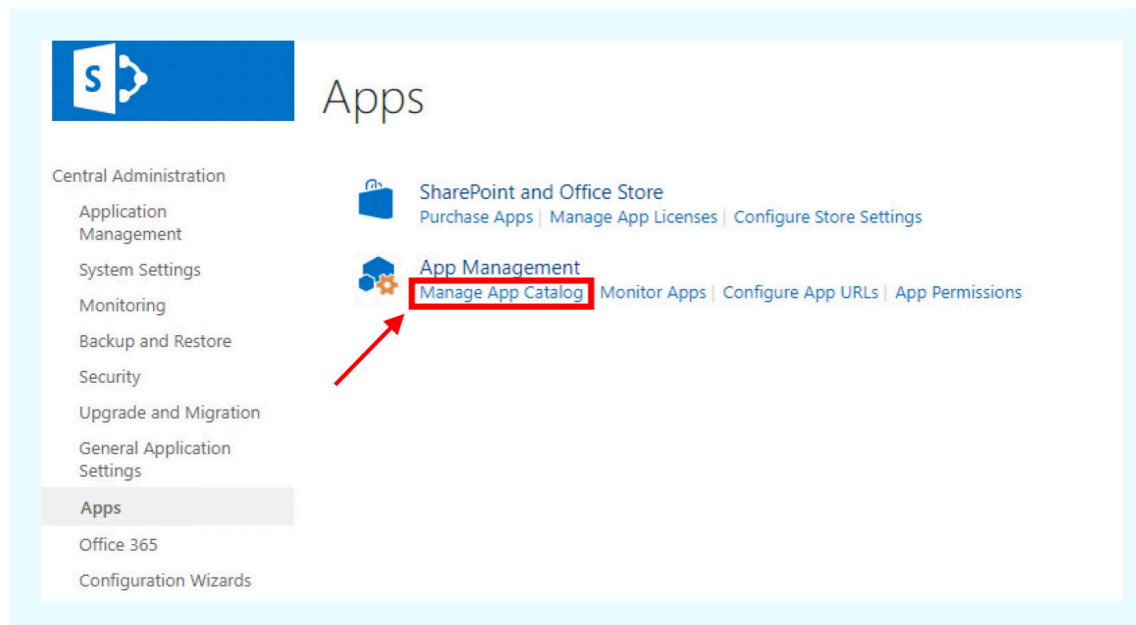 S
Apps
Central Administration
Application
Management
System Settings
Monitoring
Backup and Restore
Security
Upgrade and Migration
General Application
Settings
Apps
Office 365
Configuration Wizards
SharePoint and Office Store
Purchase Apps | Manage App Licenses | Configure Store Settings
App Management
Manage App Catalog Monitor Apps | Configure App URLs | App Permissions